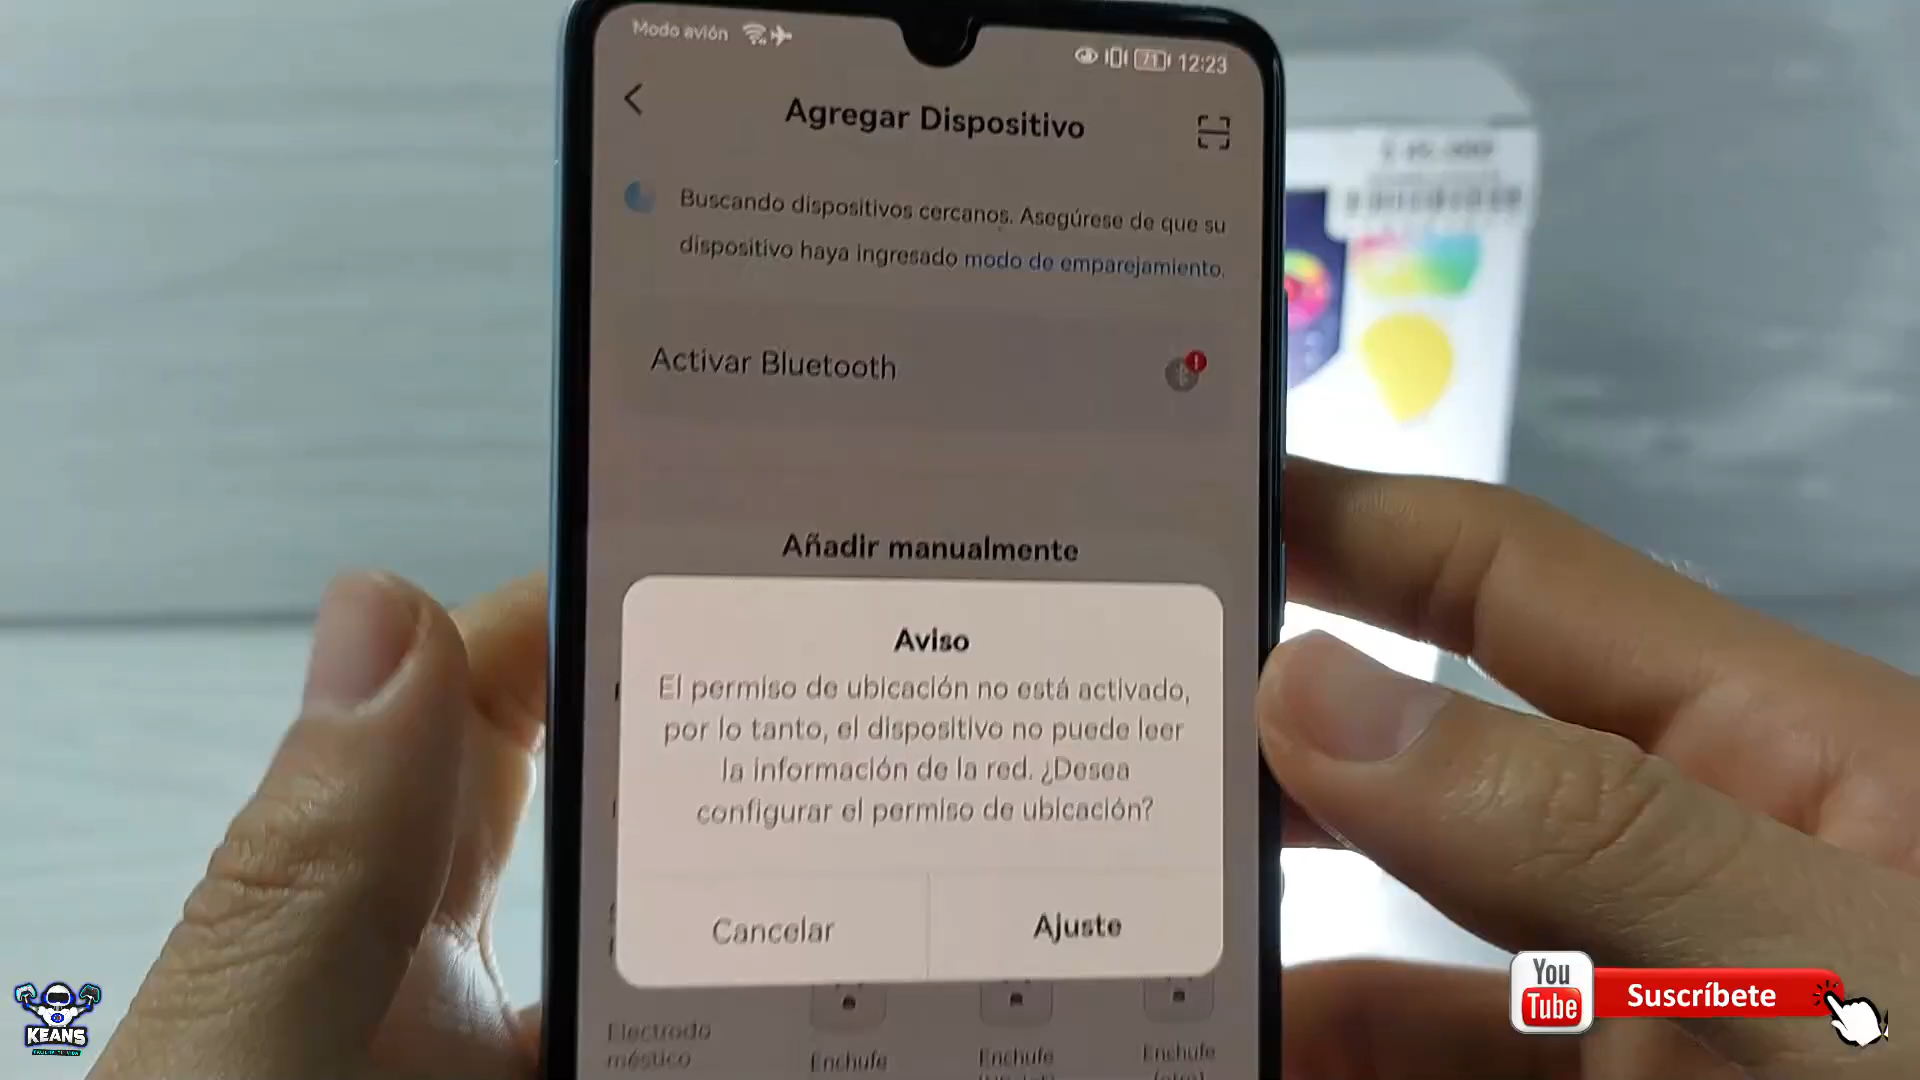 Modo avión
71 12:23
Agregar Dispositivo
Buscando dispositivos cercanos. Asegúrese de que su
dispositivo haya ingresado modo de emparejamiento.
Activar Bluetooth
Añadir manualmente
Aviso
El permiso de ubicación no está activado,
por lo tanto, el dispositivo no puede leer
la información de la red. ¿Desea
configurar el permiso de ubicación?
Cancelar Ajuste
Electrodo
méstico
Enchufe Enchufe Enchufe
You
Tube
Suscríbete
KEANS